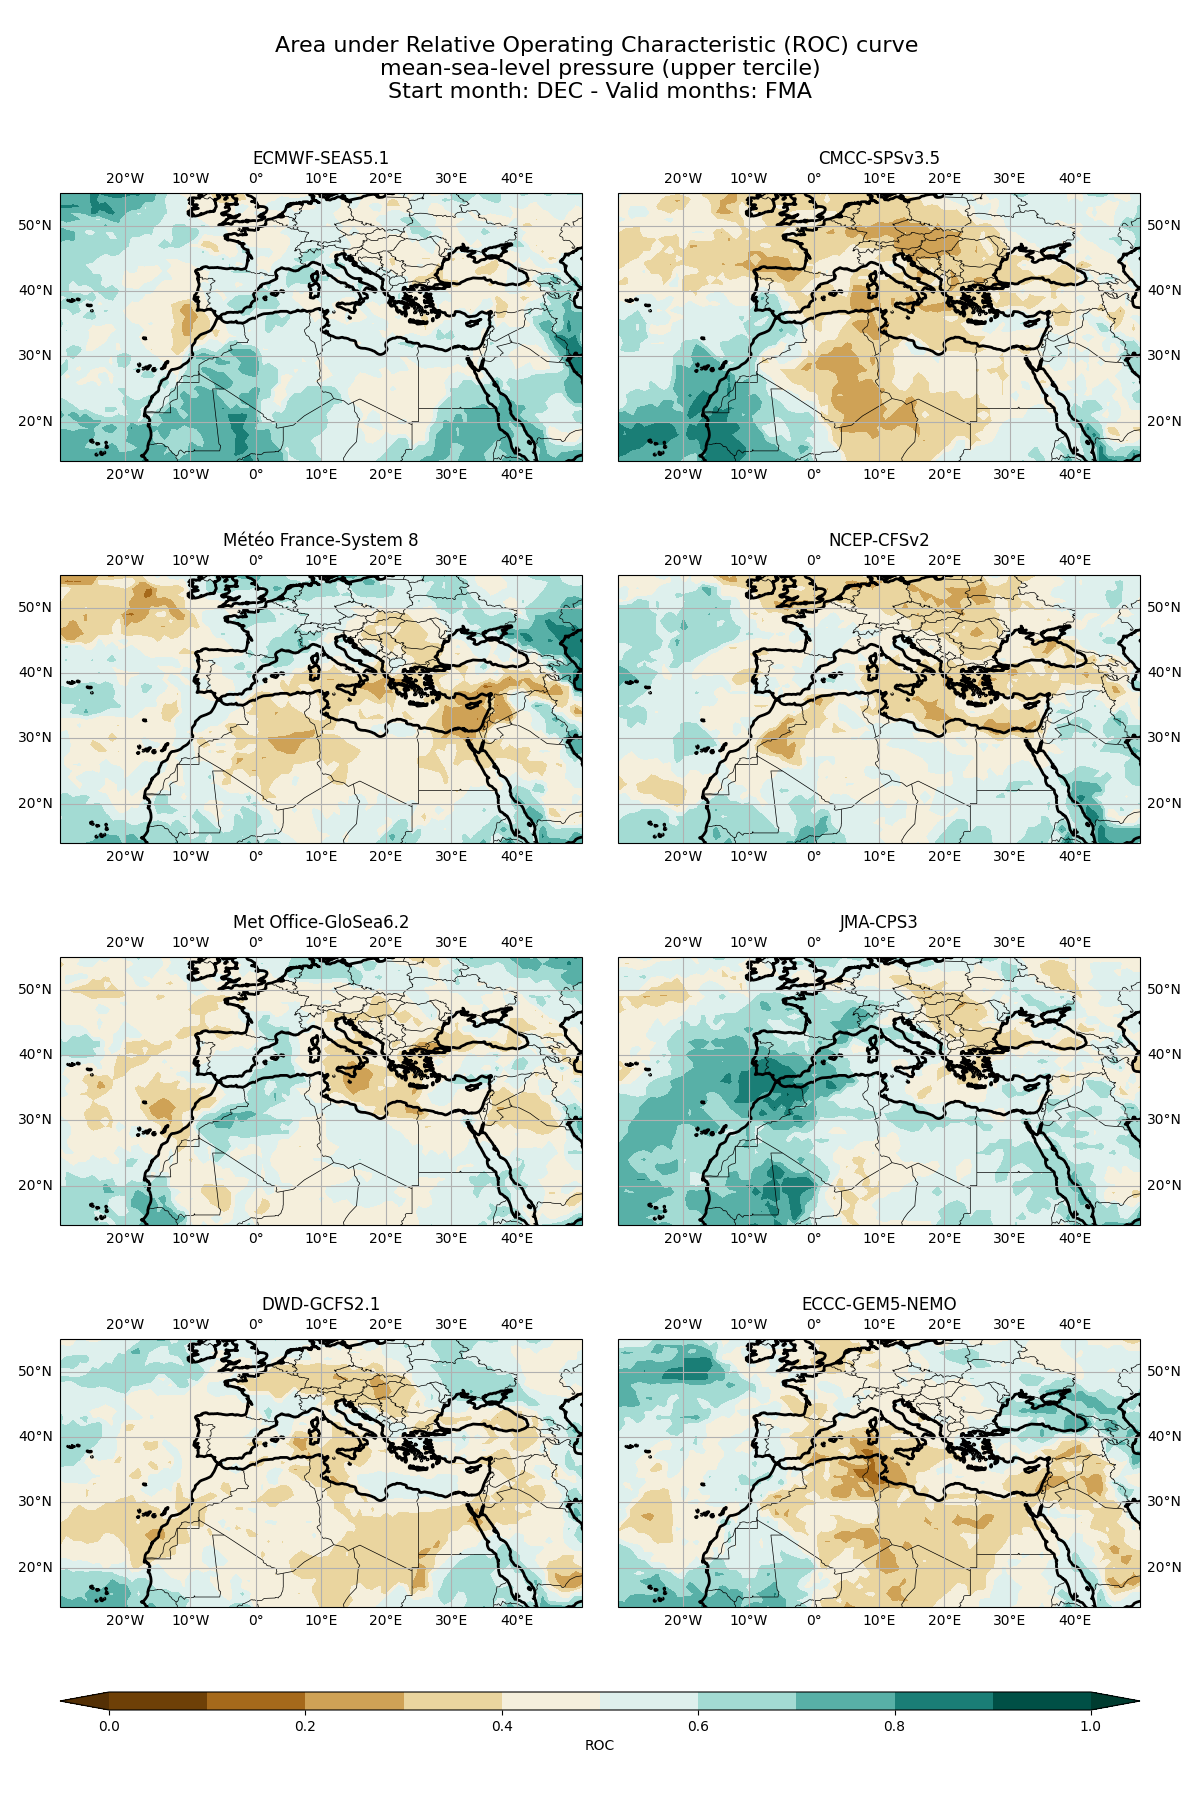 Area under Relative Operating Characteristic (ROC) curve
mean-sea-level pressure (upper tercile)
Start month: DEC - Valid months: FMA
ECMWF-SEAS5.1
20°W 10°W 0° 10°E 20°E 30°E 40°E
50°N
40°N
30°N
20°N
20°W 10°W 0° 10°E 20°E 30°E 40°E
CMCC-SPSv3.5
20°W 10°W 0° 10°E 20°E 30°E 40°E
50°N
40°N
30°N
20°N
20°W 10°W 0° 10°E 20°E 30°E 40°E
Météo France-System 8
20°W 10°W 0° 10°E 20°E 30°E 40°E
50°N
40°N
30°N
20°N
20°W 10°W 0° 10°E 20°E 30°E 40°E
NCEP-CFSv2
20°W 10°W 0° 10°E 20°E 30°E 40°E
50°N
40°N
30°N
20°N
20°W 10°W 0° 10°E 20°E 30°E 40°E
Met Office-GloSea6.2
20°W 10°W 0° 10°E 20°E 30°E 40°E
50°N
40°N
30°N
20°N
20°W 10°W 0° 10°E 20°E 30°E 40°E
JMA-CPS3
20°W 10°W 0° 10°E 20°E 30°E 40°E
50°N
40°N
30°N
20°N
20°W 10°W 0° 10°E 20°E 30°E 40°E
DWD-GCFS2.1
20°W 10°W 0° 10°E 20°E 30°E 40°E
50°N
40°N
30°N
20°N
20°W 10°W 0° 10°E 20°E 30°E 40°E
ECCC-GEM5-NEMO
20°W 10°W 0° 10°E 20°E 30°E 40°E
50°N
40°N
30°N
20°N
20°W 10°W 0° 10°E 20°E 30°E 40°E
0.0 0.2 0.4 0.6 0.8 1.0
ROC